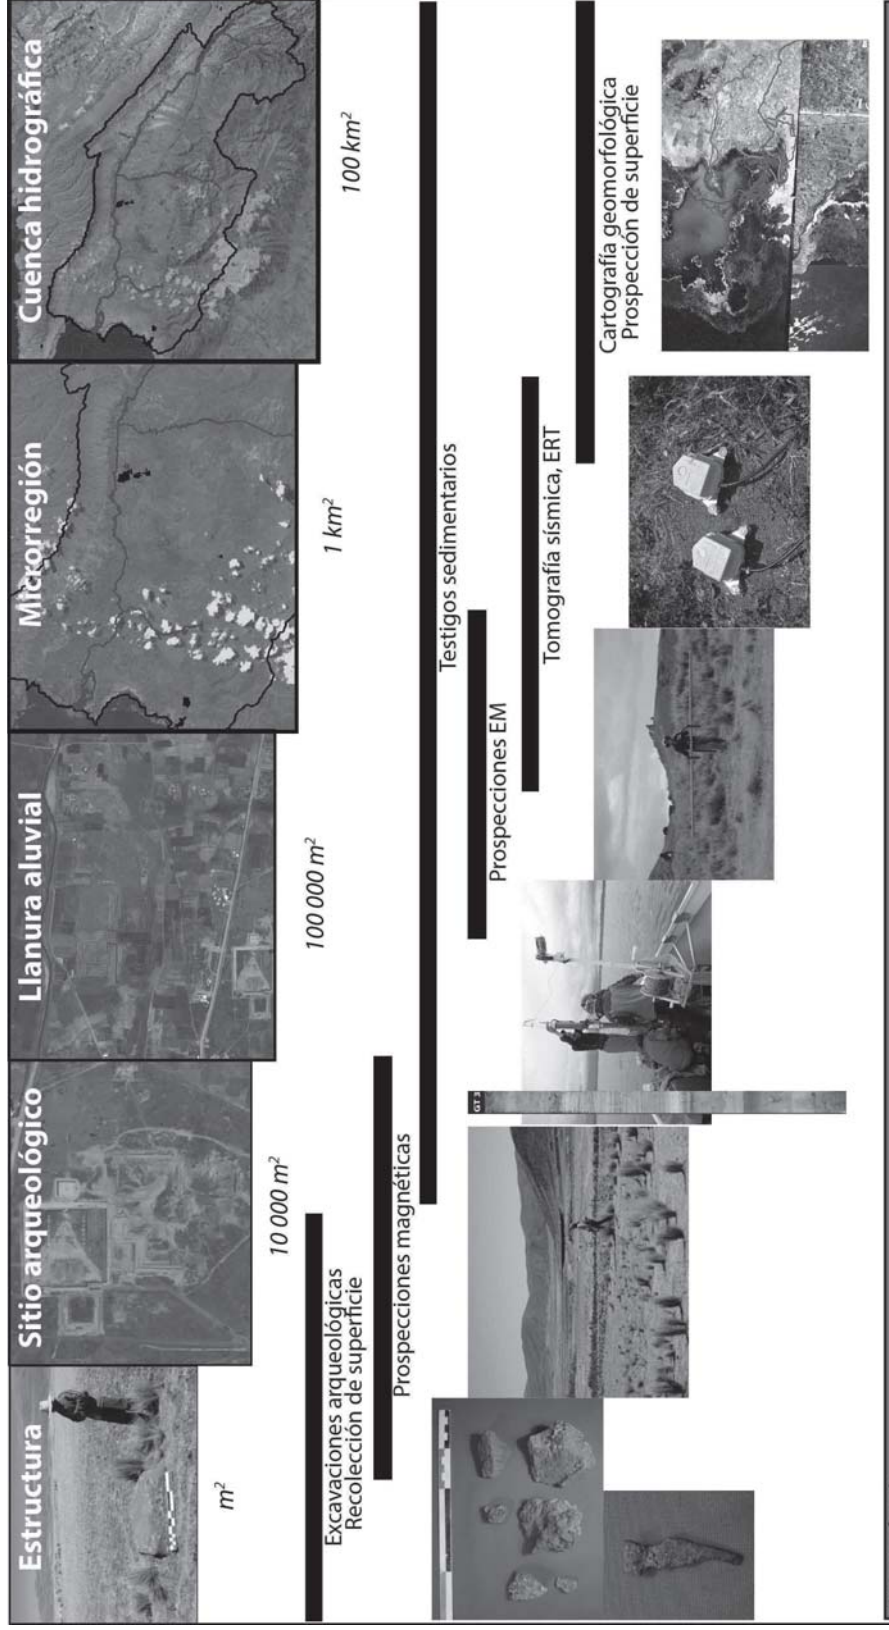 Estructura
Sitio arqueológico
Llanura aluvial
Microrregión
Cuenca hidrográfica
m²
10 000 m²
100 000 m²
1 km²
100 km²
Excavaciones arqueológicas
Recolección de superficie
Prospecciones magnéticas
Testigos sedimentarios
Prospecciones EM
Tomografía sísmica, ERT
Cartografía geomorfológica
Prospección de superficie
GT 3